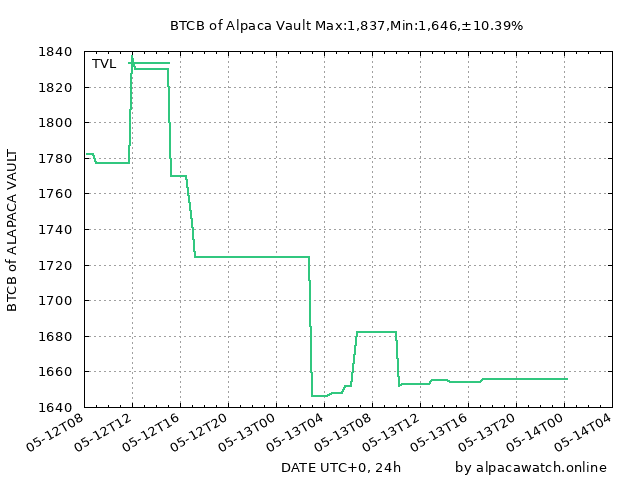 BTCB of Alpaca Vault Max:1,837,Min:1,646,±10.39%
TVL
1840
1820
1800
1780
1760
1740
1720
1700
1680
1660
1640
BTCB of ALAPACA VAULT
05-12T08
05-12T12
05-12T16
05-12T20
05-13T00
05-13T04
05-13T08
05-13T12
05-13T16
05-13T20
05-14T00
05-14T04
DATE UTC+0, 24h
by alpacawatch.online